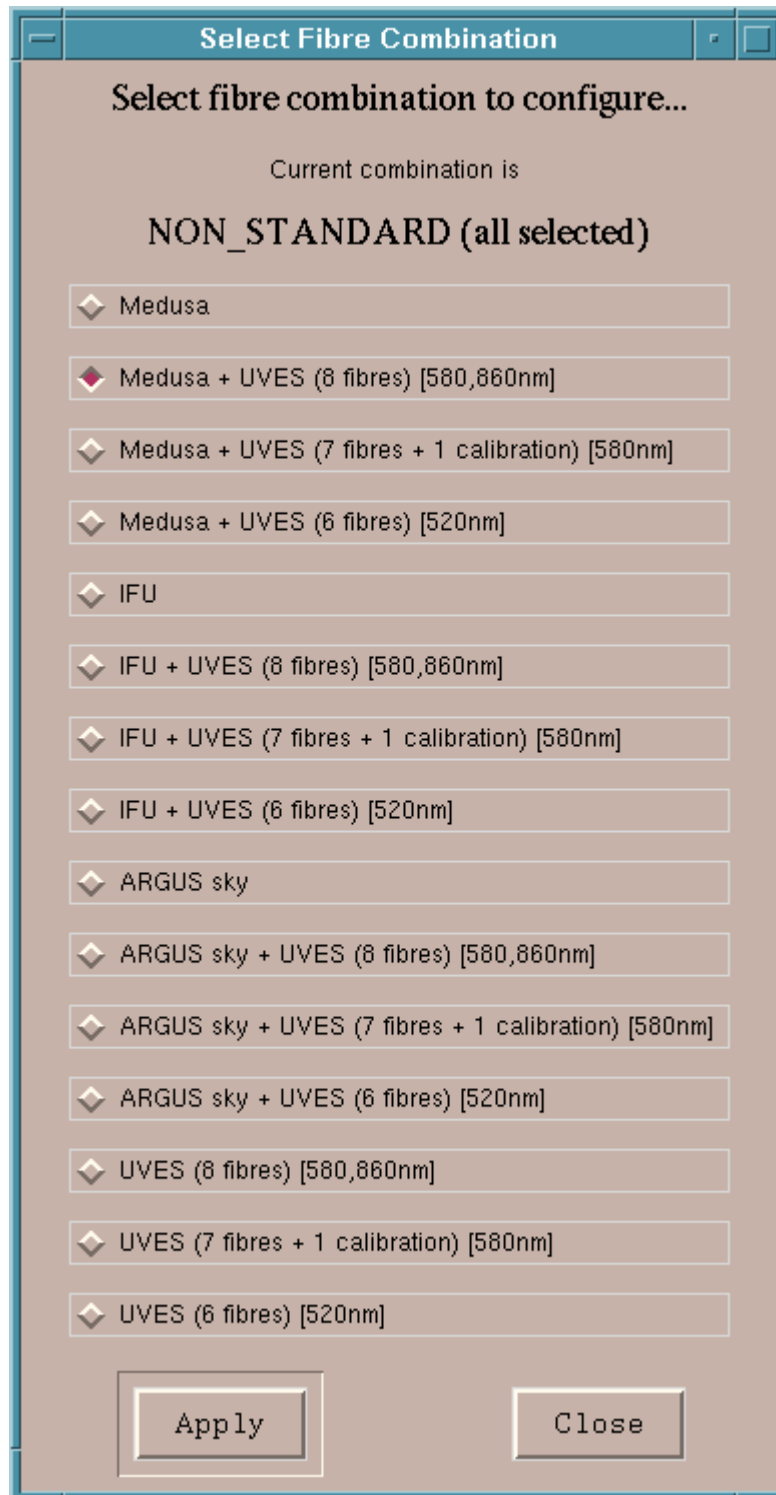 Select Fibre Combination
Select fibre combination to configure...
Current combination is
NON_STANDARD (all selected)
Medusa
Medusa + UVES (8 fibres) [580,860nm]
Medusa + UVES (7 fibres + 1 calibration) [580nm]
Medusa + UVES (6 fibres) [520nm]
IFU
IFU + UVES (8 fibres) [580,860nm]
IFU + UVES (7 fibres + 1 calibration) [580nm]
IFU + UVES (6 fibres) [520nm]
ARGUS sky
ARGUS sky + UVES (8 fibres) [580,860nm]
ARGUS sky + UVES (7 fibres + 1 calibration) [580nm]
ARGUS sky + UVES (6 fibres) [520nm]
UVES (8 fibres) [580,860nm]
UVES (7 fibres + 1 calibration) [580nm]
UVES (6 fibres) [520nm]
Apply Close